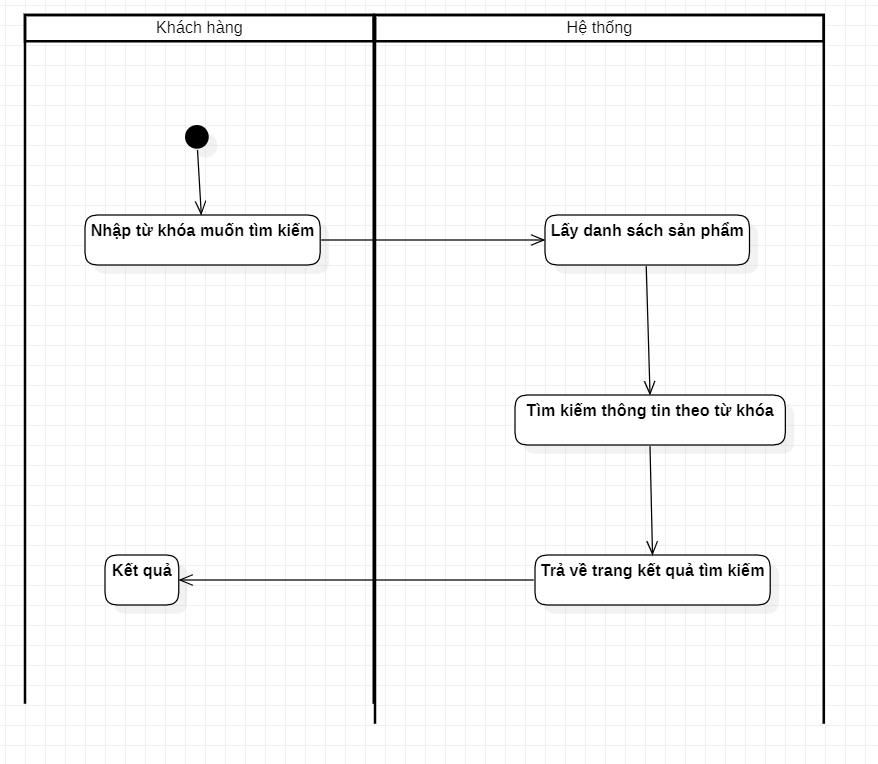 Khách hàng
Hệ thống
Nhập từ khóa muốn tìm kiếm
Lấy danh sách sản phẩm
Tìm kiếm thông tin theo từ khóa
Kết quả
Trả về trang kết quả tìm kiếm